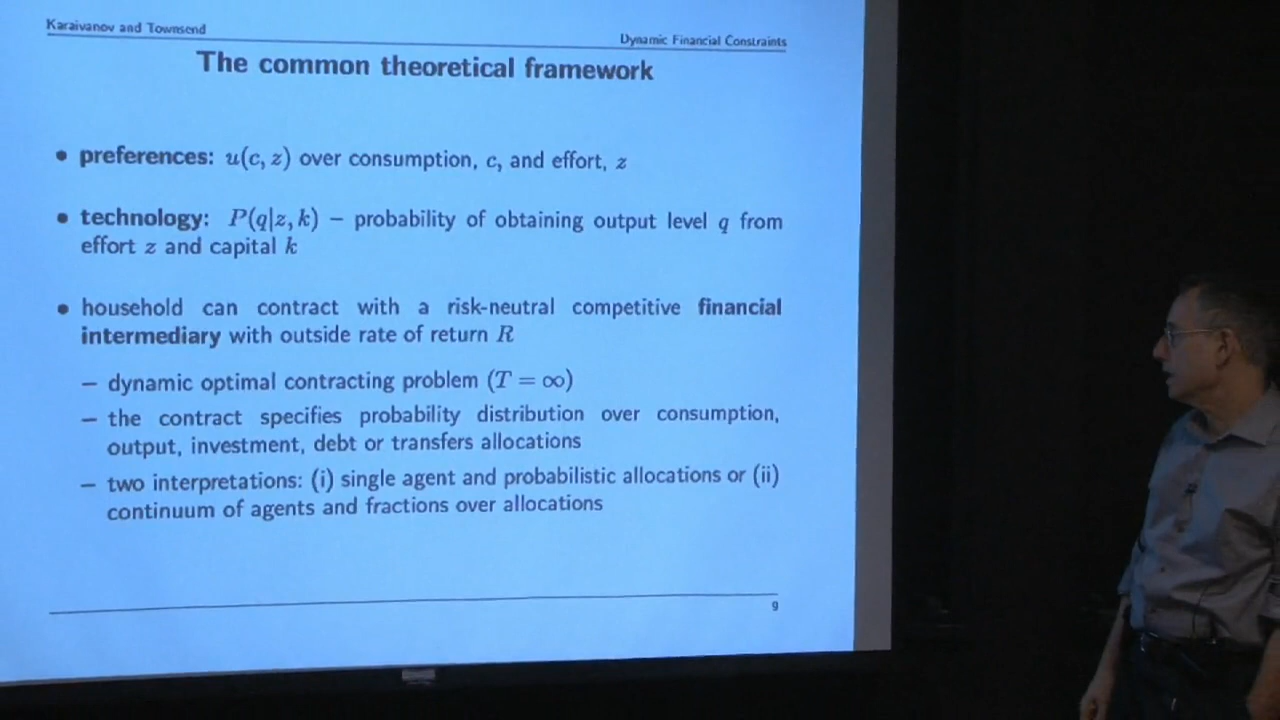 Karaivanov and Townsend
Dynamic Financial Constraints
The common theoretical framework
• preferences: u(c, z) over consumption, c, and effort, z
• technology: P(q|z, k) – probability of obtaining output level q from
effort z and capital k
• household can contract with a risk-neutral competitive financial
intermediary with outside rate of return R
– dynamic optimal contracting problem (T = ∞)
– the contract specifies probability distribution over consumption,
output, investment, debt or transfers allocations
– two interpretations: (i) single agent and probabilistic allocations or (ii)
continuum of agents and fractions over allocations
9